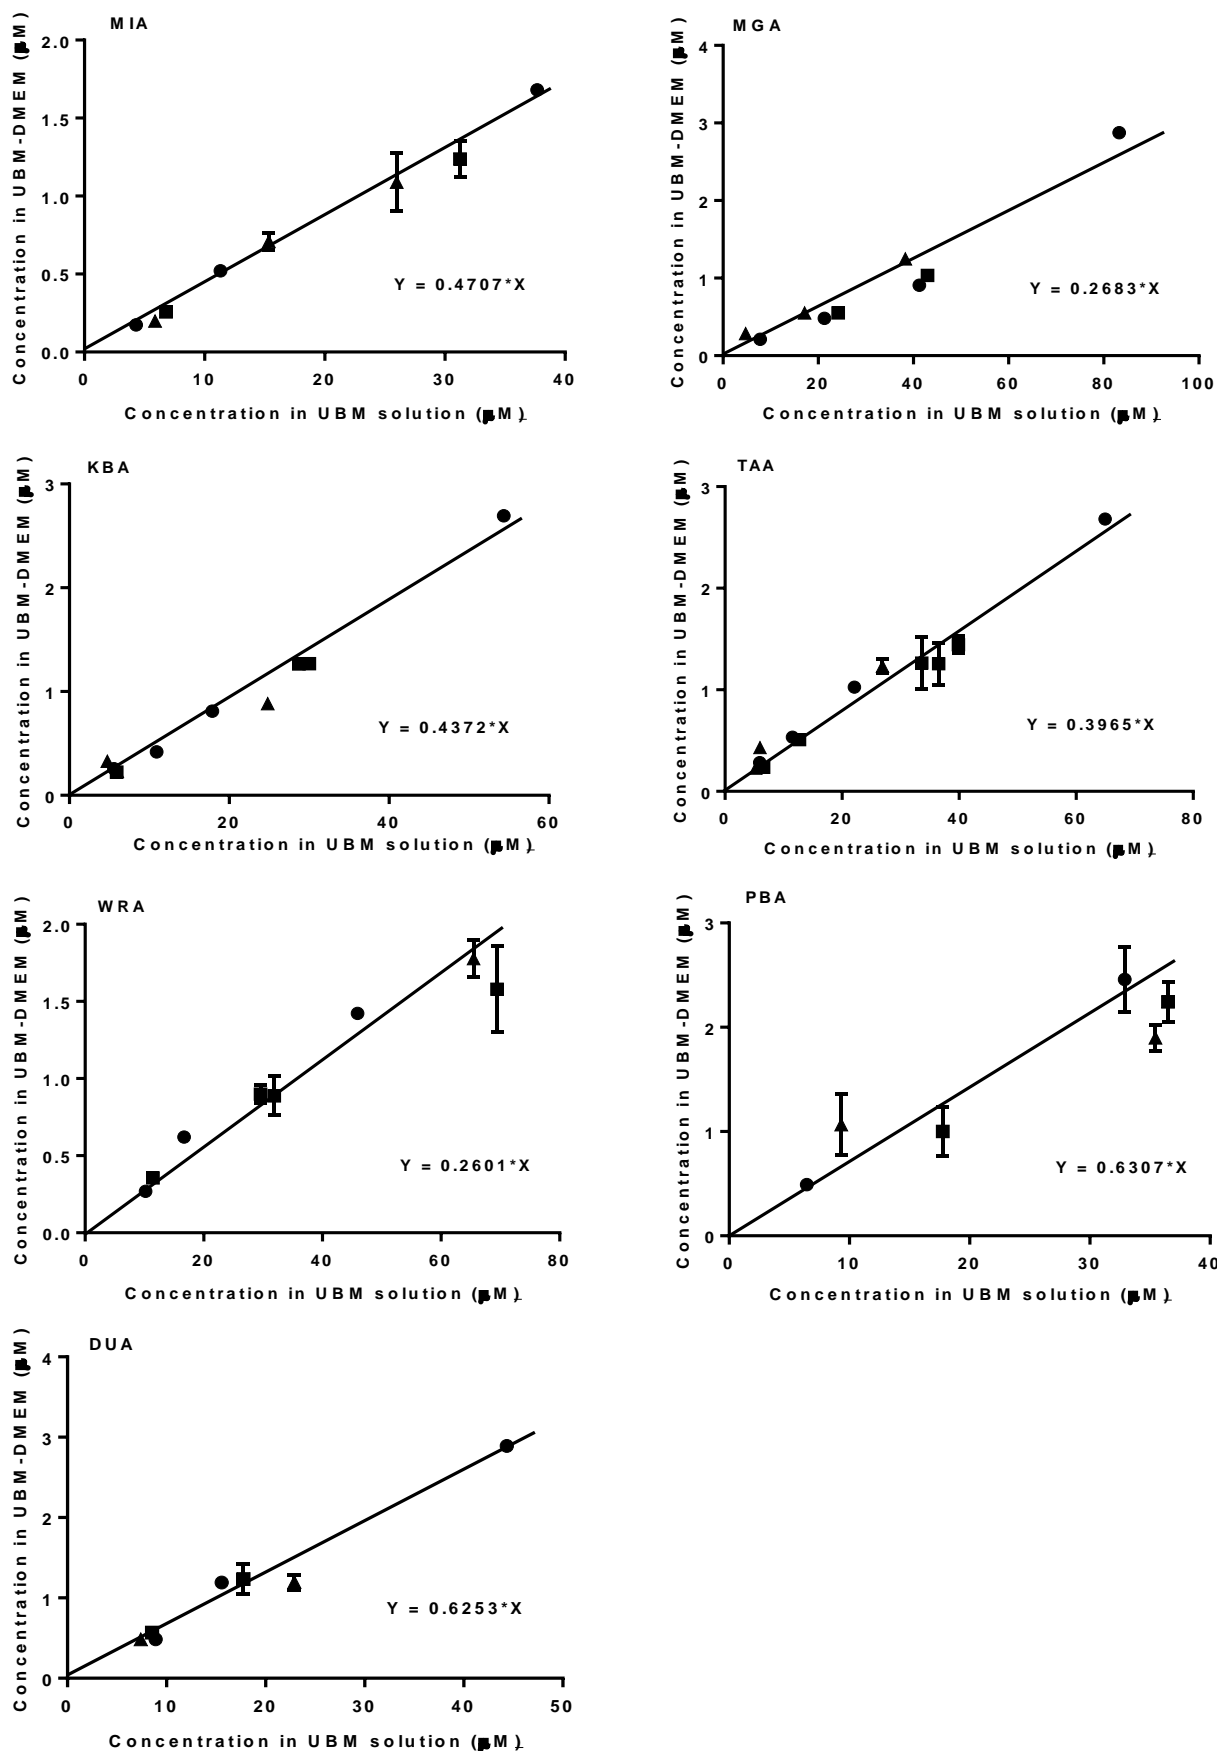 MIA
Concentration in UBM-DMEM (μM)
2.0
1.5
1.0
0.5
0.0
Y = 0.4707*X
0 10 20 30 40
Concentration in UBM solution (μM)
MGA
Concentration in UBM-DMEM (μM)
4
3
2
1
0
Y = 0.2683*X
0 20 40 60 80 100
Concentration in UBM solution (μM)
KBA
Concentration in UBM-DMEM (μM)
3
2
1
0
Y = 0.4372*X
0 20 40 60
Concentration in UBM solution (μM)
TAA
Concentration in UBM-DMEM (μM)
3
2
1
0
Y = 0.3965*X
0 20 40 60 80
Concentration in UBM solution (μM)
WRA
Concentration in UBM-DMEM (μM)
2.0
1.5
1.0
0.5
0.0
Y = 0.2601*X
0 20 40 60 80
Concentration in UBM solution (μM)
PBA
Concentration in UBM-DMEM (μM)
3
2
1
0
Y = 0.6307*X
0 10 20 30 40
Concentration in UBM solution (μM)
DUA
Concentration in UBM-DMEM (μM)
4
3
2
1
0
Y = 0.6253*X
0 10 20 30 40 50
Concentration in UBM solution (μM)